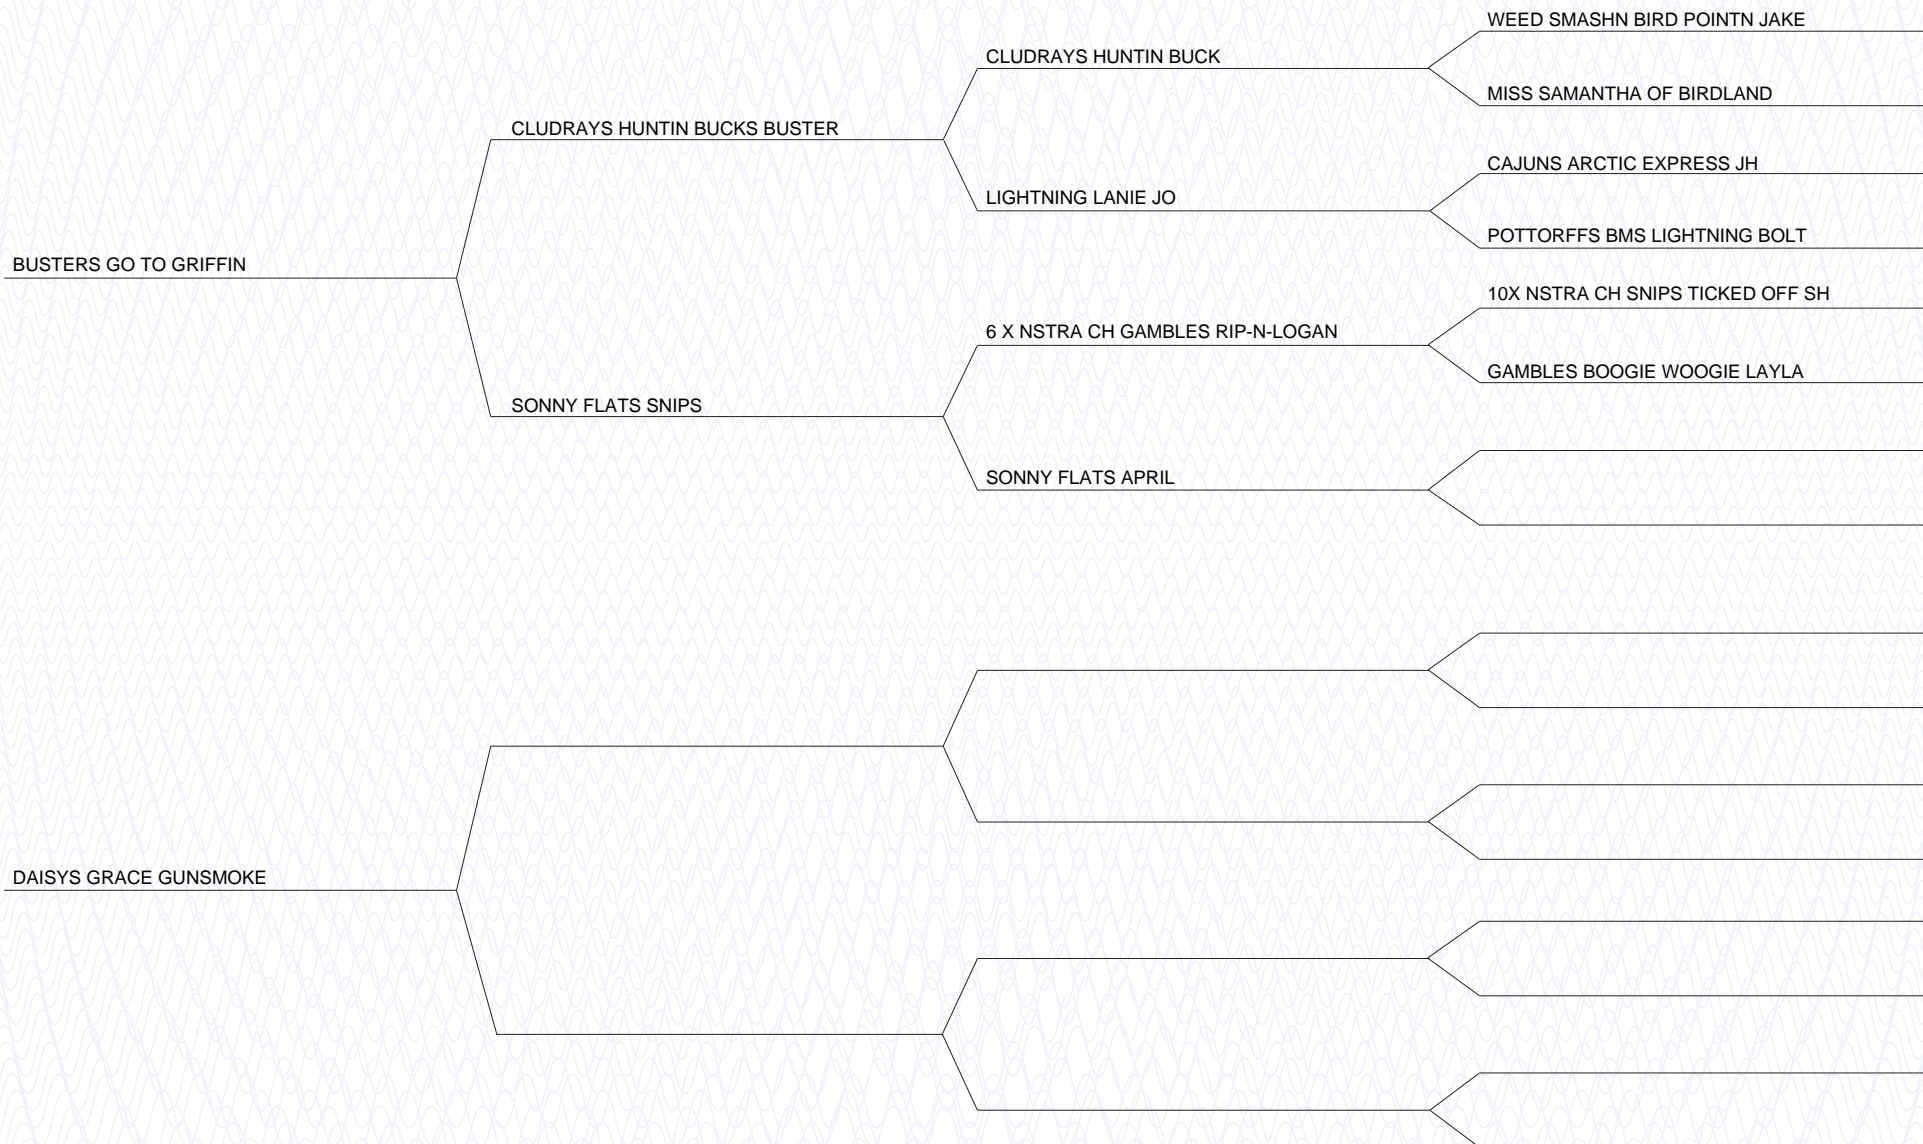 WEED SMASHN BIRD POINTN JAKE
CLUDRAYS HUNTIN BUCK
MISS SAMANTHA OF BIRDLAND
CLUDRAYS HUNTIN BUCKS BUSTER
CAJUNS ARCTIC EXPRESS JH
LIGHTNING LANIE JO
POTTORFFS BMS LIGHTNING BOLT
BUSTERS GO TO GRIFFIN
10X NSTRA CH SNIPS TICKED OFF SH
6 X NSTRA CH GAMBLES RIP-N-LOGAN
GAMBLES BOOGIE WOOGIE LAYLA
SONNY FLATS SNIPS
SONNY FLATS APRIL
DAISYS GRACE GUNSMOKE